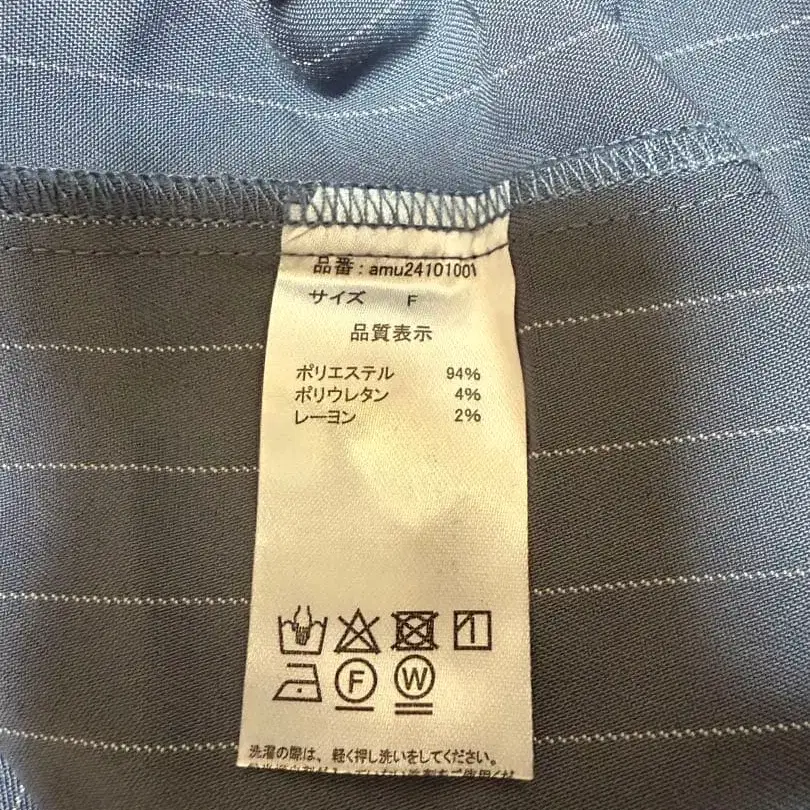 品番：amu24101001
サイズ F
品質表示
ポリエステル 94%
ポリウレタン 4%
レーヨン 2%
F W
洗濯の際は、軽く押し洗いをしてください。